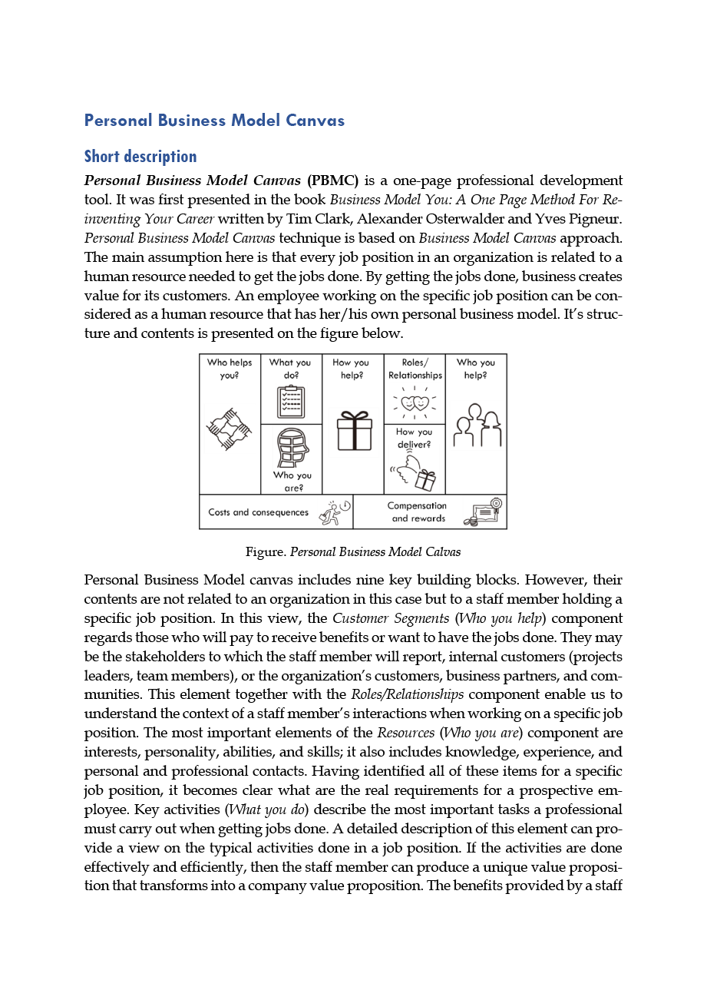 Personal Business Model Canvas
Short description
Personal Business Model Canvas (PBMC) is a one-page professional development
tool. It was first presented in the book Business Model You: A One Page Method For Re-
inventing Your Career written by Tim Clark, Alexander Osterwalder and Yves Pigneur.
Personal Business Model Canvas technique is based on Business Model Canvas approach.
The main assumption here is that every job position in an organization is related to a
human resource needed to get the jobs done. By getting the jobs done, business creates
value for its customers. An employee working on the specific job position can be con-
sidered as a human resource that has her/his own personal business model. It’s struc-
ture and contents is presented on the figure below.
Who helps
you?
What you
do?
Who you
are?
How you
help?
Roles/
Relationships
How you
deliver?
Who you
help?
Costs and consequences
Compensation
and rewards
Figure. Personal Business Model Calvas
Personal Business Model canvas includes nine key building blocks. However, their
contents are not related to an organization in this case but to a staff member holding a
specific job position. In this view, the Customer Segments (Who you help) component
regards those who will pay to receive benefits or want to have the jobs done. They may
be the stakeholders to which the staff member will report, internal customers (projects
leaders, team members), or the organization’s customers, business partners, and com-
munities. This element together with the Roles/Relationships component enable us to
understand the context of a staff member’s interactions when working on a specific job
position. The most important elements of the Resources (Who you are) component are
interests, personality, abilities, and skills; it also includes knowledge, experience, and
personal and professional contacts. Having identified all of these items for a specific
job position, it becomes clear what are the real requirements for a prospective em-
ployee. Key activities (What you do) describe the most important tasks a professional
must carry out when getting jobs done. A detailed description of this element can pro-
vide a view on the typical activities done in a job position. If the activities are done
effectively and efficiently, then the staff member can produce a unique value proposi-
tion that transforms into a company value proposition. The benefits provided by a staff